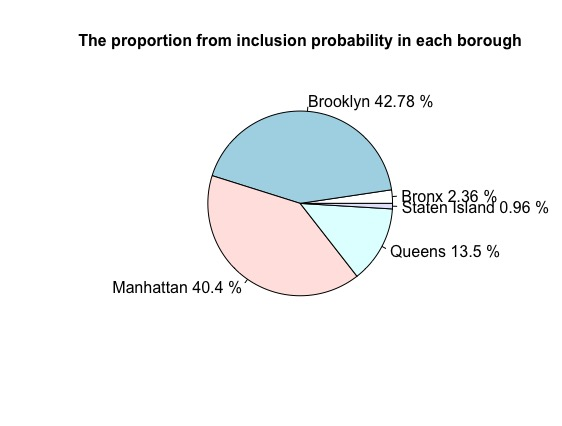 The proportion from inclusion probability in each borough
Brooklyn 42.78 %
Bronx 2.36 %
Staten Island 0.96 %
Queens 13.5 %
Manhattan 40.4 %